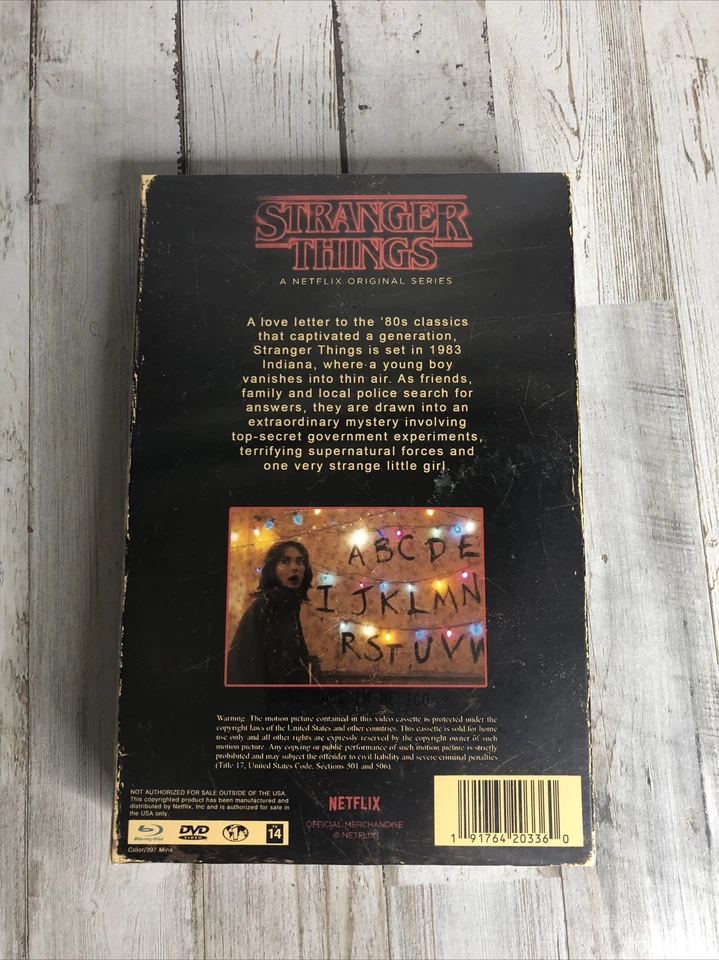 STRANGER
THINGS
A NETFLIX ORIGINAL SERIES
A love letter to the '80s classics
that captivated a generation,
Stranger Things is set in 1983
Indiana, where a young boy
vanishes into thin air. As friends,
family and local police search for
answers, they are drawn into an
extraordinary mystery involving
top-secret government experiments,
terrifying supernatural forces and
one very strange little girl.
A B C D E
I J K L M N
R S T U V W
Warning. The motion picture contained in this video cassette is protected under the
copyright laws of the United States and other countries. This cassette is sold for home
use only and all other rights are expressly reserved by the copyright owner of such
motion picture. Any copying or public performance of such motion picture is strictly
prohibited and may subject the offender to civil liability and severe criminal penalties
(Title 17, United States Code, Sections 501 and 506).
NOT AUTHORIZED FOR SALE OUTSIDE OF THE USA.
This copyrighted product has been manufactured and
distributed by Netflix, Inc and is authorized for sale in
the USA only.
Blu-ray Disc
DVD
VIDEO
TV
14
Color/397 Mins
NETFLIX
OFFICIAL MERCHANDISE
© NETFLIX
1 91764 20336 0